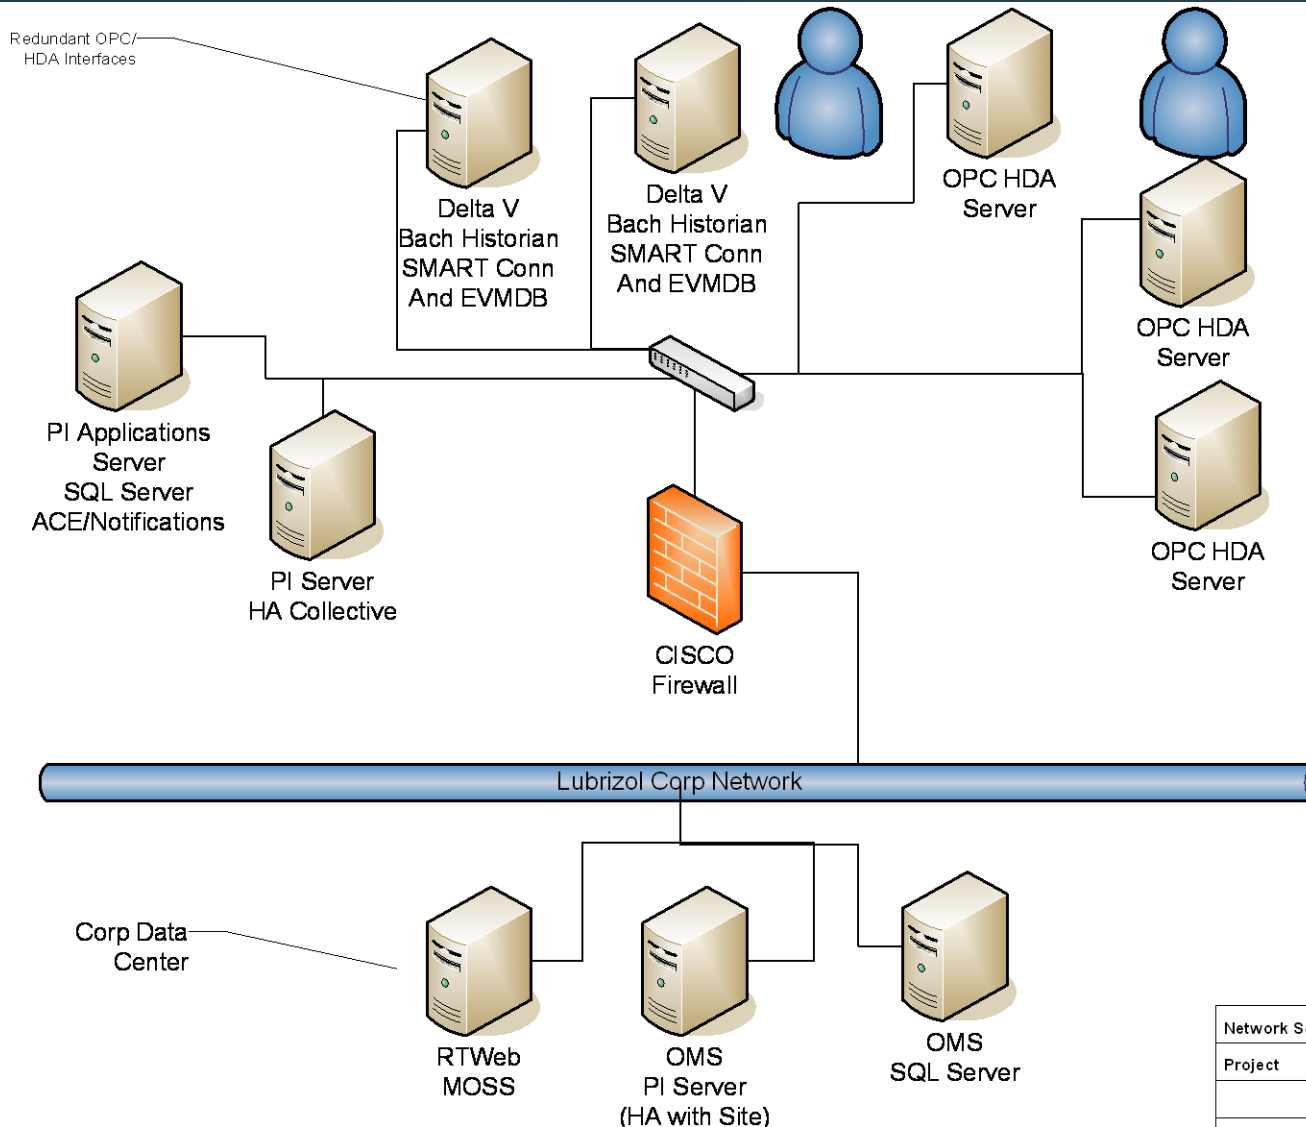 Redundant OPC/
HDA Interfaces
Delta V
Bach Historian
SMART Conn
And EVMDB
Delta V
Bach Historian
SMART Conn
And EVMDB
OPC HDA
Server
OPC HDA
Server
OPC HDA
Server
PI Applications
Server
SQL Server
ACE/Notifications
PI Server
HA Collective
CISCO
Firewall
Lubrizol Corp Network
Corp Data
Center
RTWeb
MOSS
OMS
PI Server
(HA with Site)
OMS
SQL Server
Network
Project